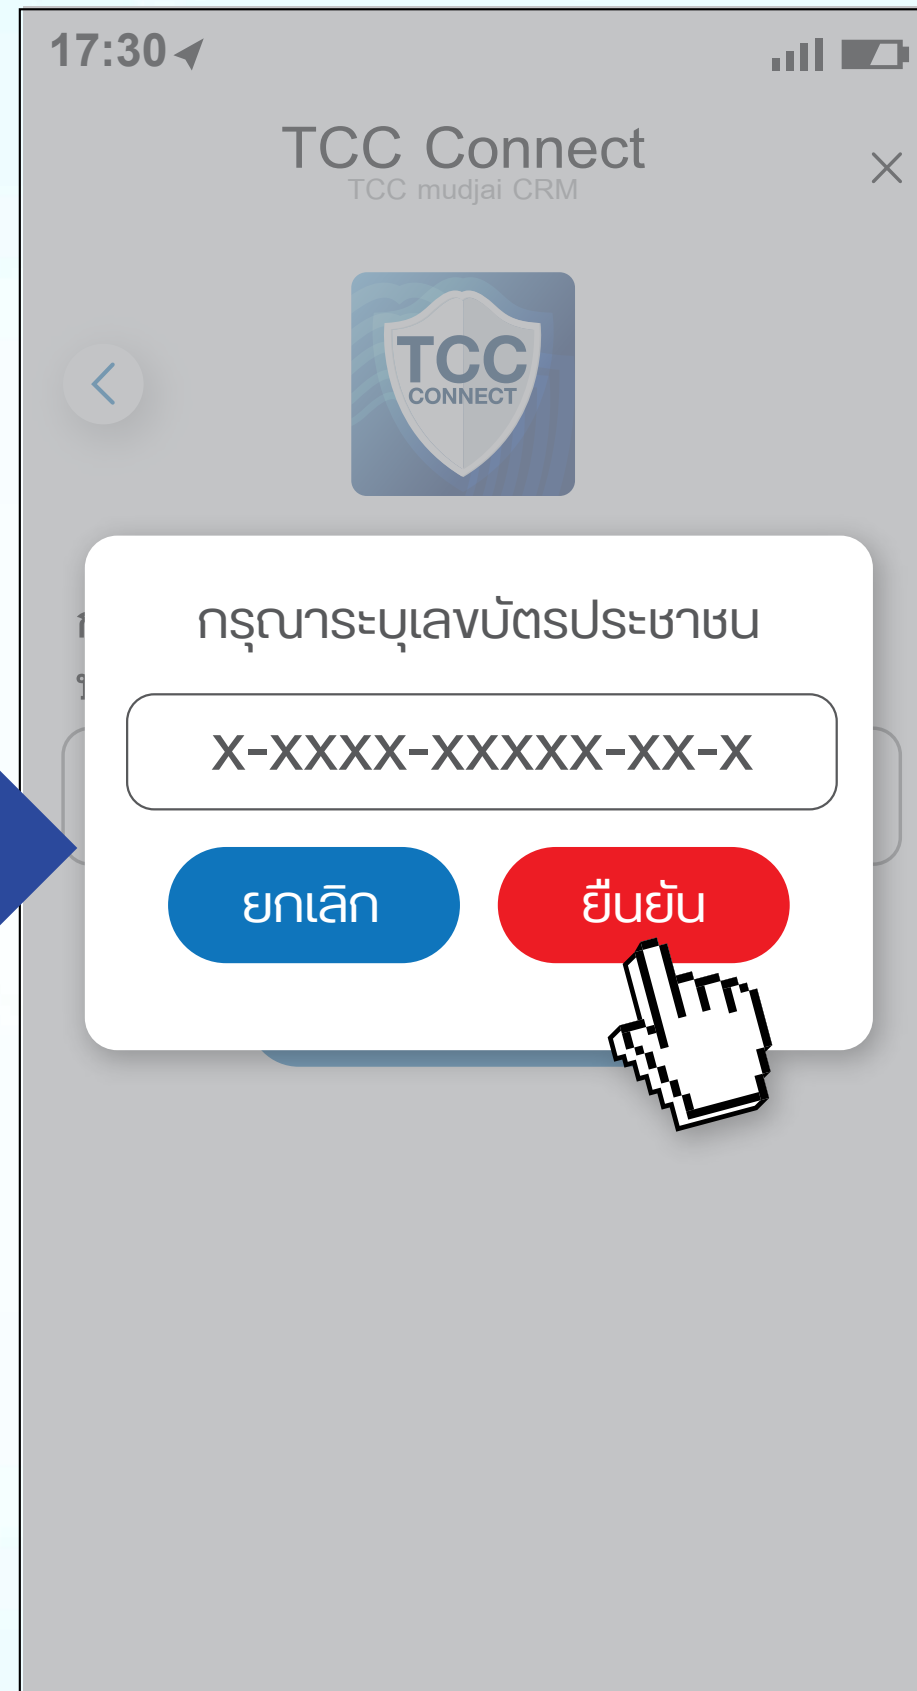 17:30
TCC Connect
TCC mudjai CRM
TCC
CONNECT
กรุณาระบุเลขบัตรประชาชน
x-xxxx-xxxxx-xx-x
ยกเลิก
ยืนยัน